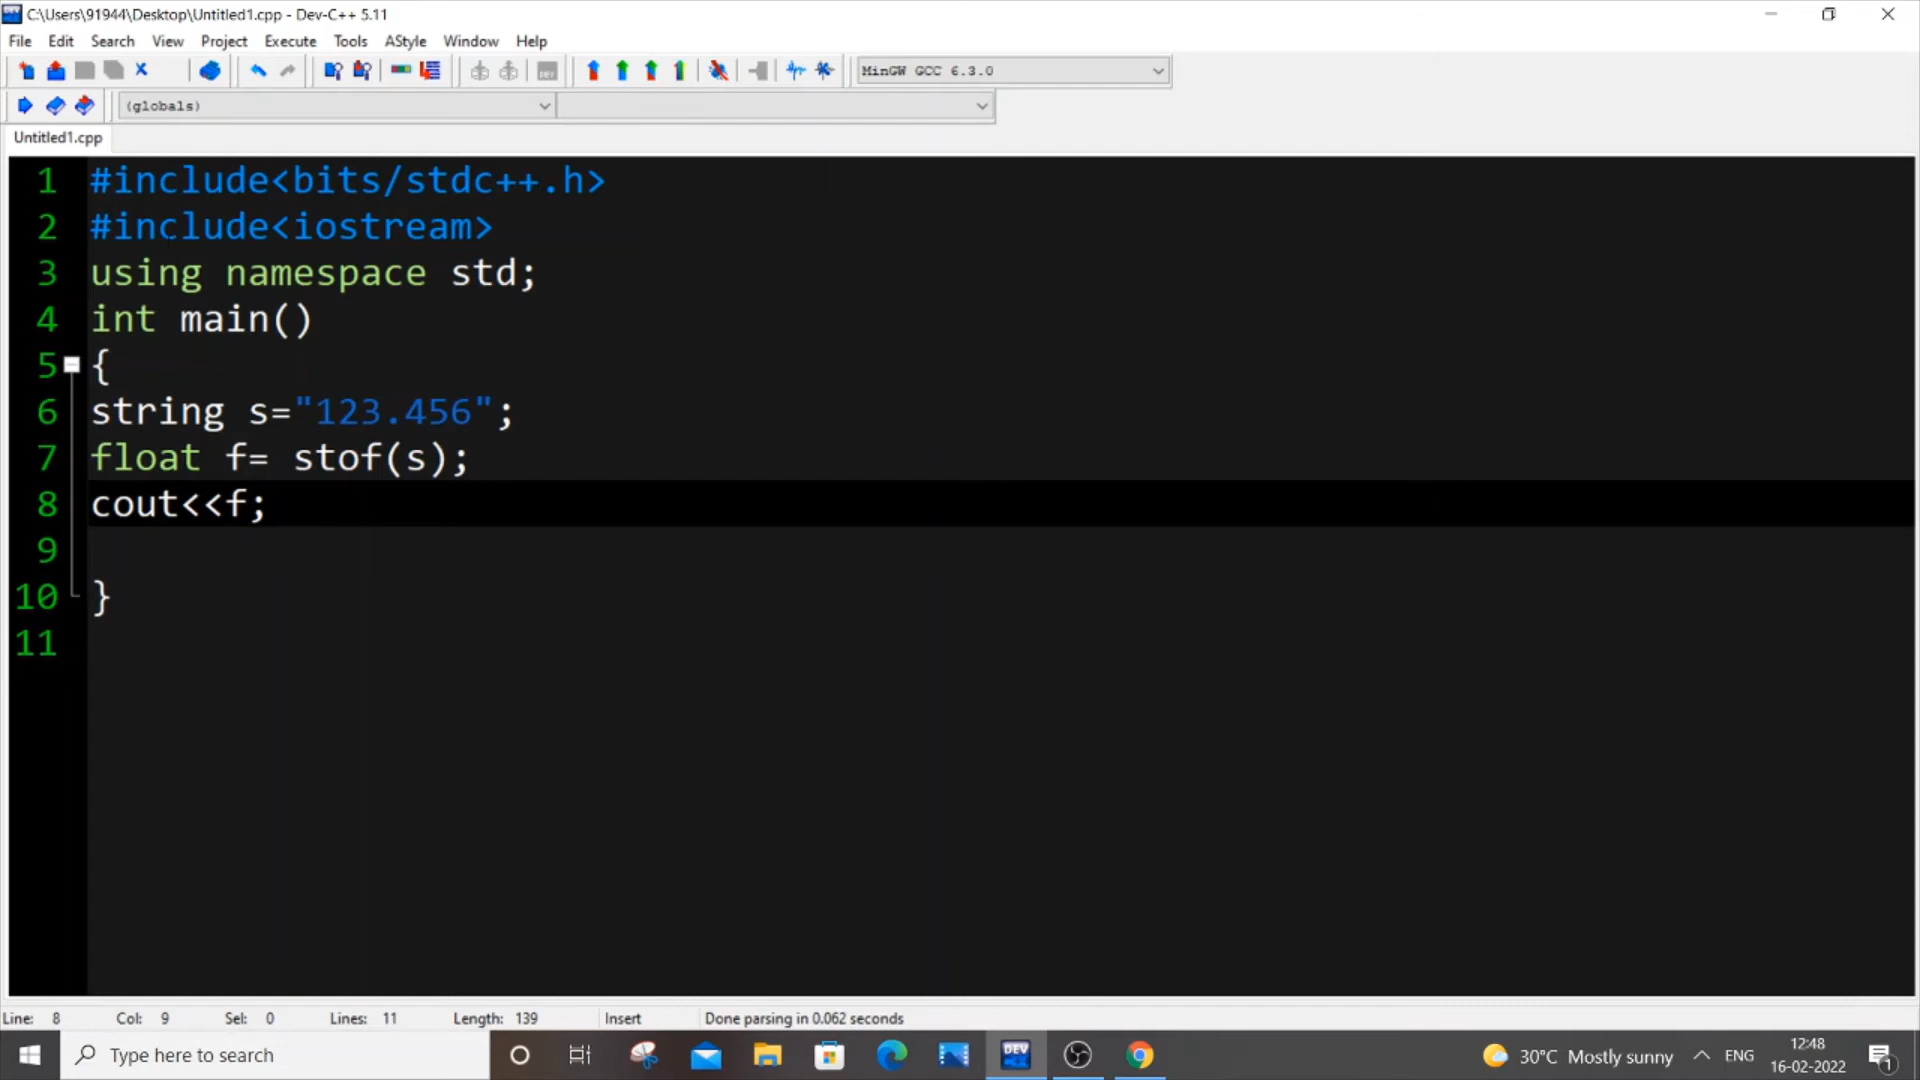 C:\Users\91944\Desktop\Untitled1.cpp - Dev-C++ 5.11
File Edit Search View Project Execute Tools AStyle Window Help
MinGW GCC 6.3.0
(globals)
Untitled1.cpp
1 #include<bits/stdc++.h>
2 #include<iostream>
3 using namespace std;
4 int main()
5 {
6 string s="123.456";
7 float f= stof(s);
8 cout<<f;
9
10 }
11
Line: 8 Col: 9 Sel: 0 Lines: 11 Length: 139 Insert Done parsing in 0.062 seconds
Type here to search DEV 30°C Mostly sunny ENG 12:48
16-02-2022 1